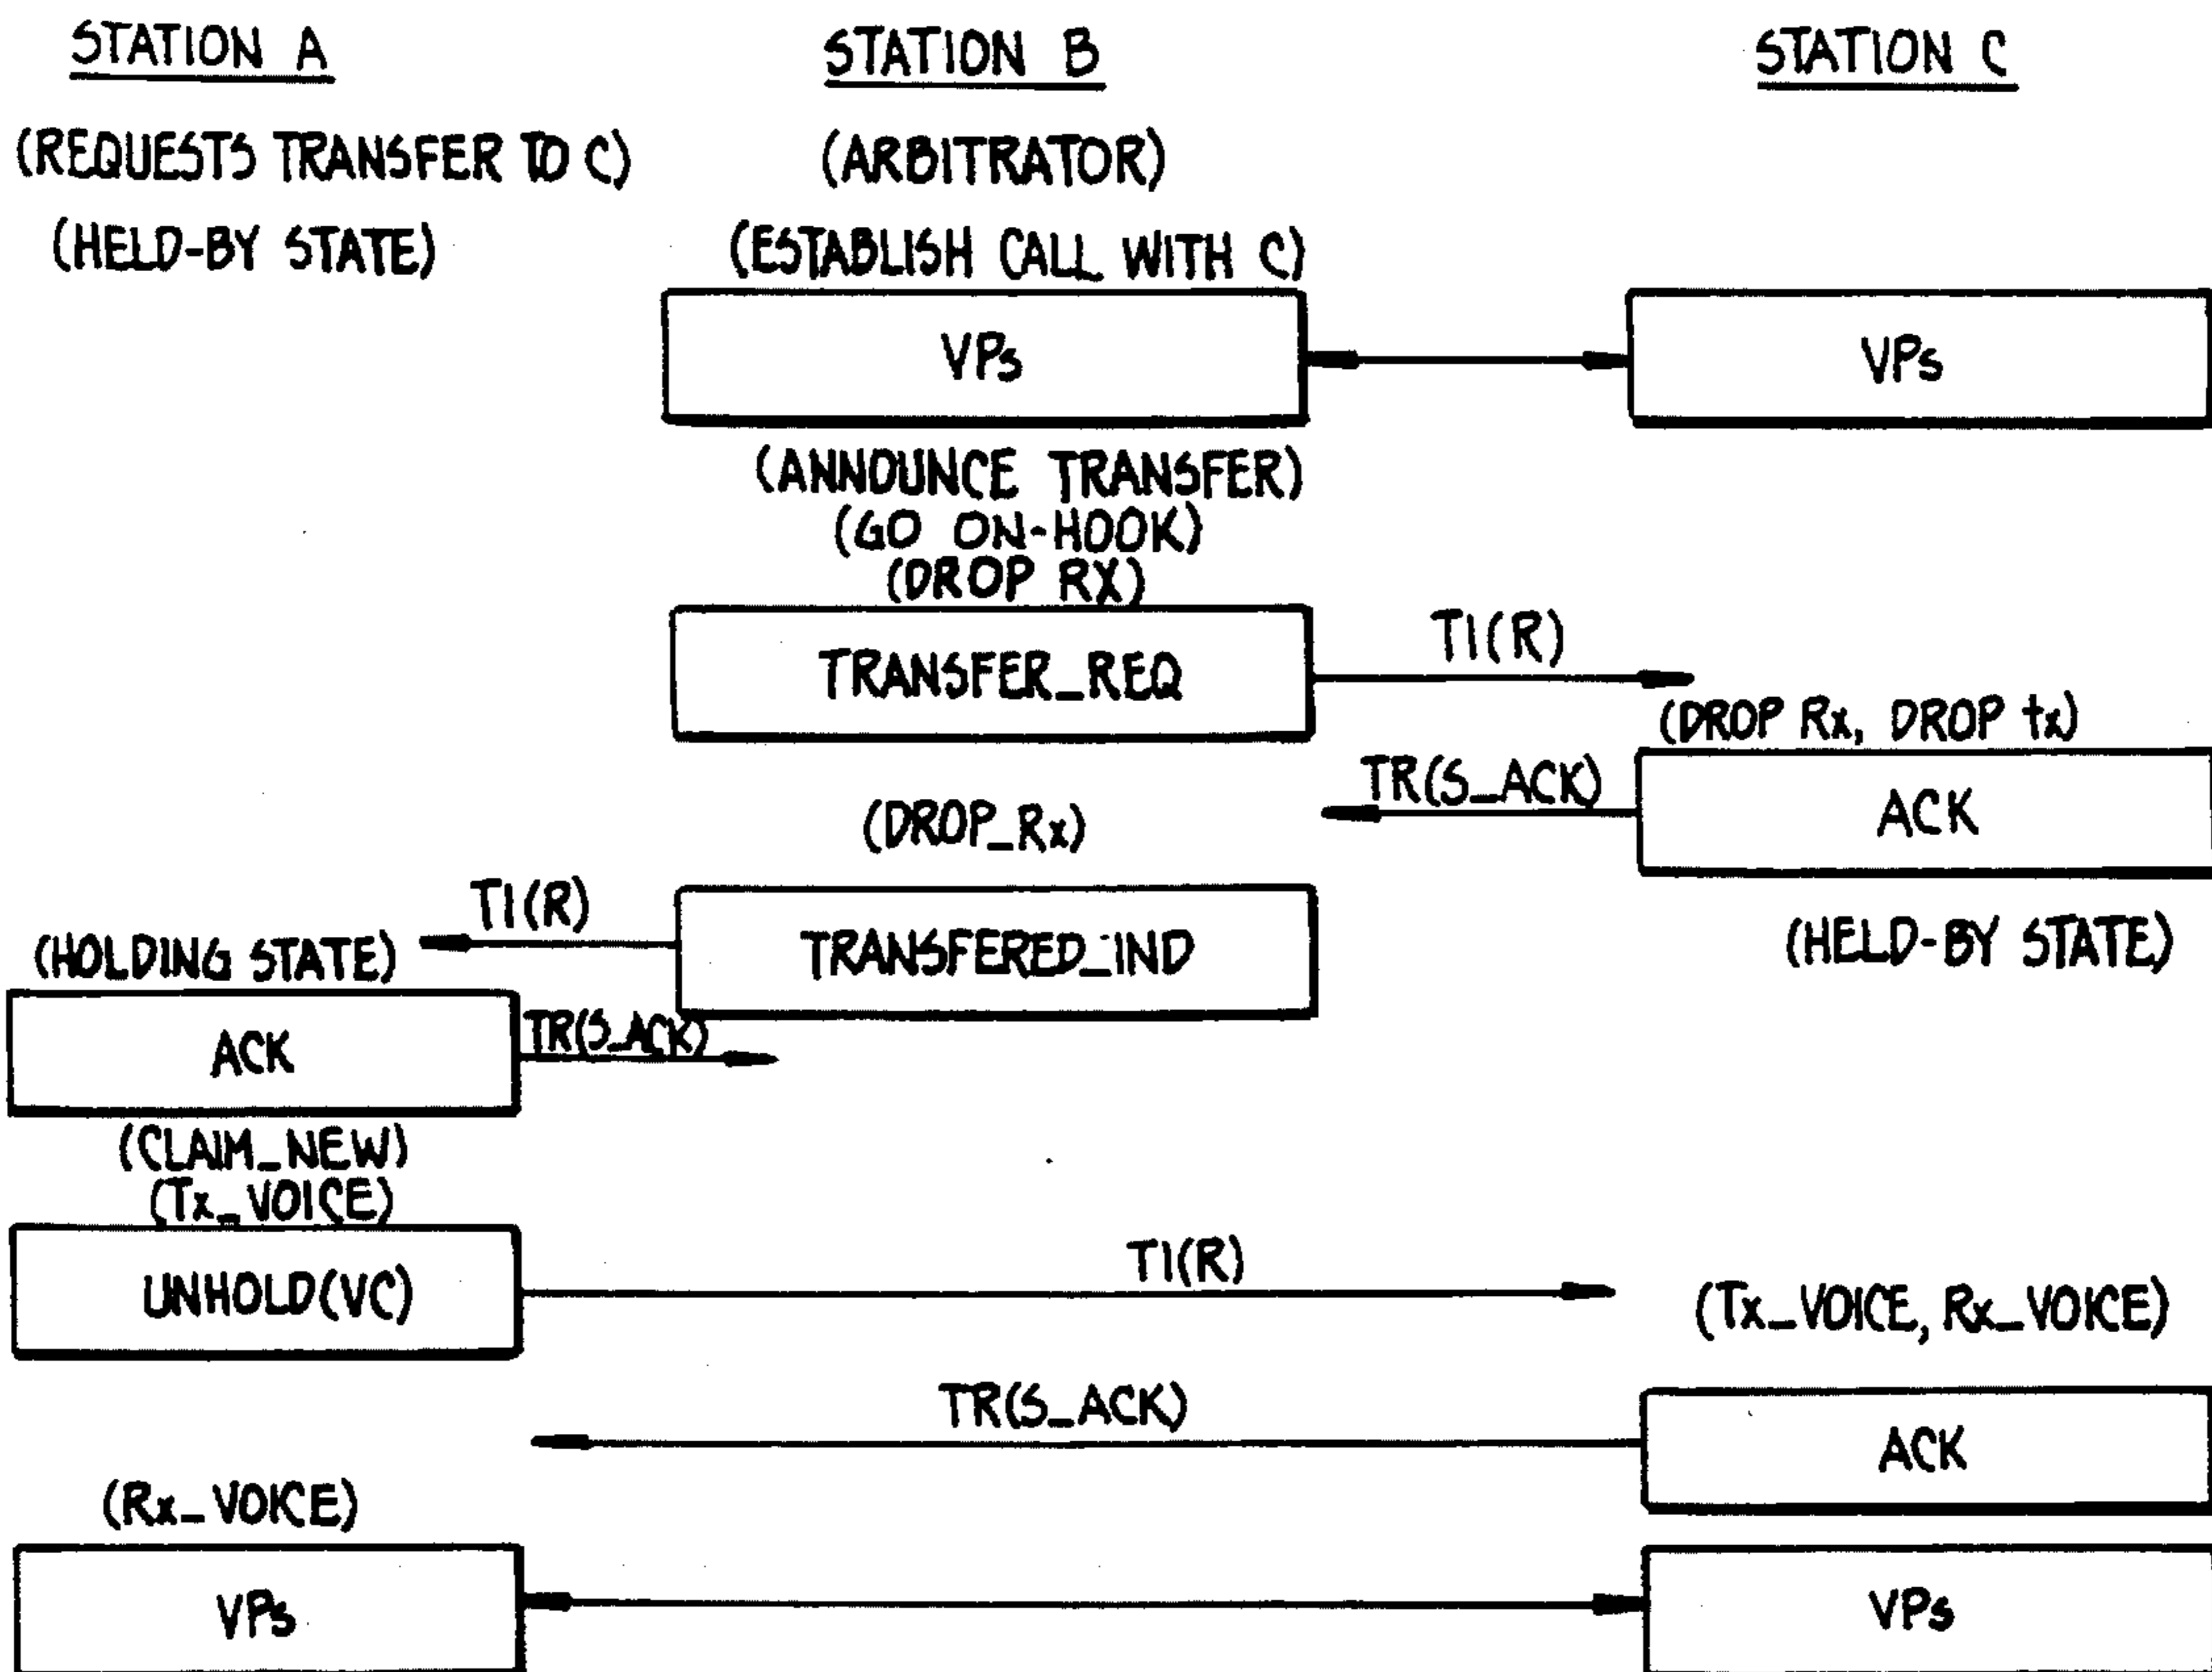 STATION A
STATION B
STATION C
(REQUESTS TRANSFER TO C)
(ARBITRATOR)
(HELD-BY STATE)
(ESTABLISH CALL WITH C)
VPs
VPs
(ANNOUNCE TRANSFER)
(GO ON-HOOK)
(DROP RX)
TRANSFER_REQ
TI(R)
(DROP Rx, DROP tx)
TR(S_ACK)
ACK
(DROP_Rx)
TI(R)
TRANSFERED_IND
(HOLDING STATE)
(HELD-BY STATE)
ACK
TR(S_ACK)
(CLAIM_NEW)
(Tx_VOICE)
UNHOLD(VC)
TI(R)
(Tx_VOICE, Rx_VOICE)
TR(S_ACK)
ACK
(Rx_VOICE)
VPs
VPs